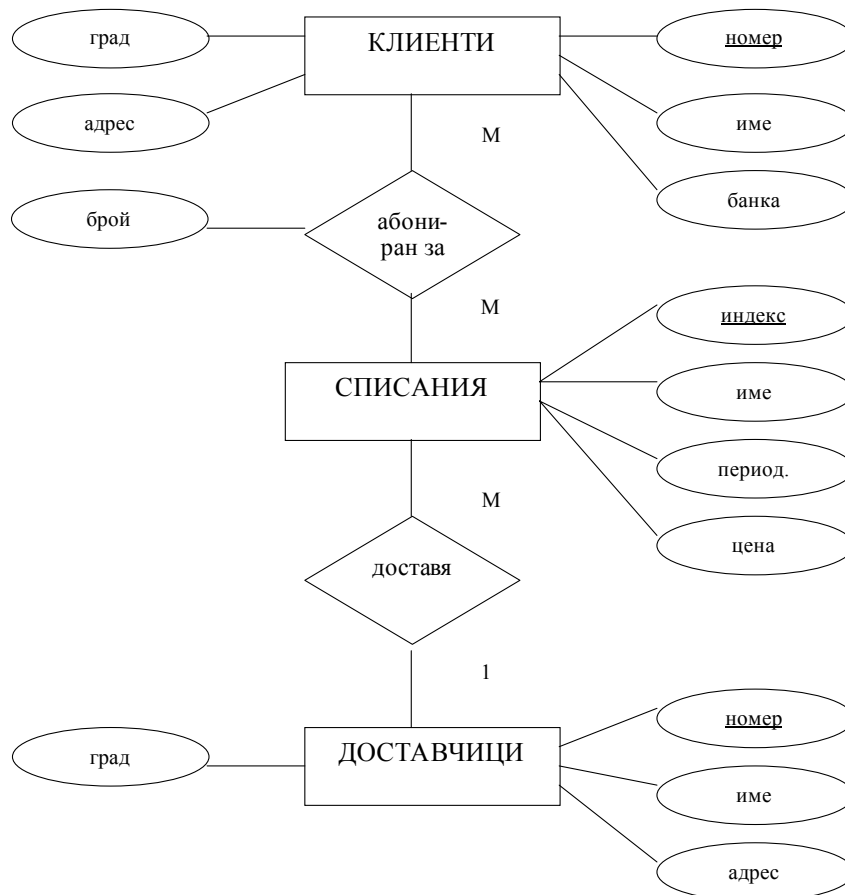 град
КЛИЕНТИ
номер
адрес
М
име
брой
абони-
ран за
банка
М
индекс
СПИСАНИЯ
име
период.
М
цена
доставя
1
номер
град
ДОСТАВЧИЦИ
име
адрес